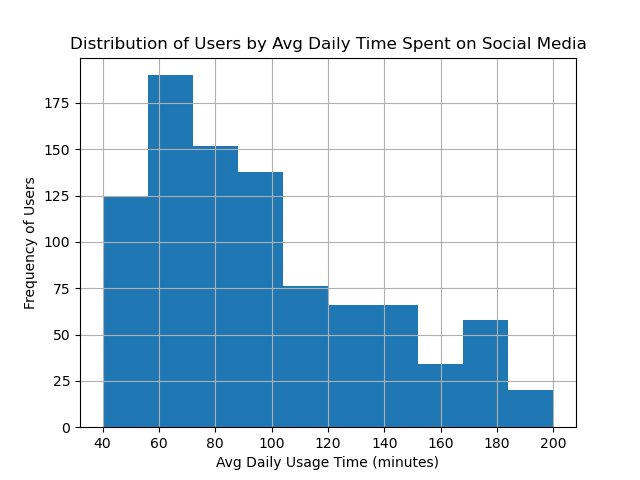 Distribution of Users by Avg Daily Time Spent on Social Media
Frequency of Users
175
150
125
100
75
50
25
0
40 60 80 100 120 140 160 180 200
Avg Daily Usage Time (minutes)